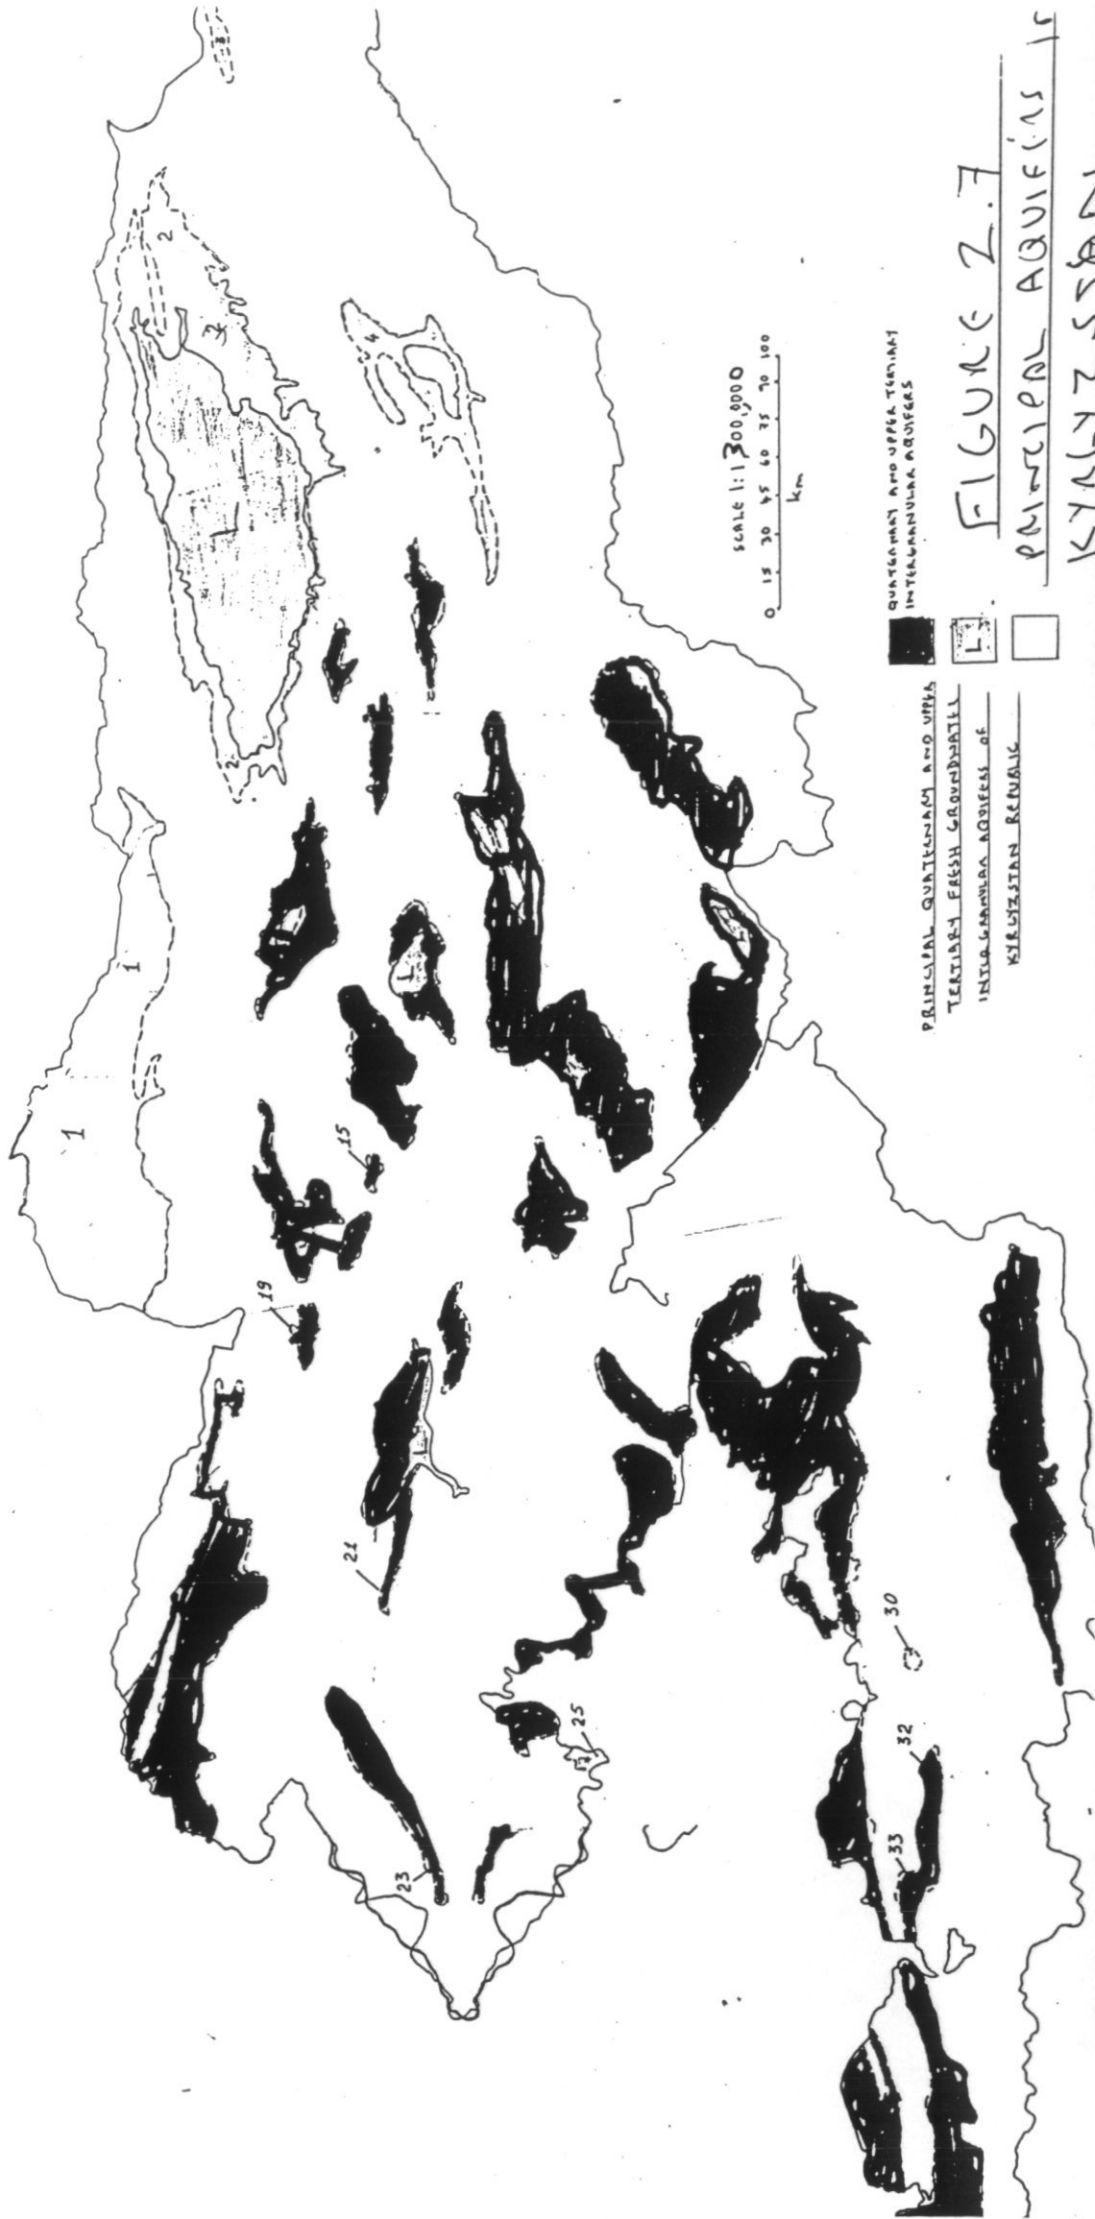 1
1
2
2
2
4
L
L
L
15
19
21
23
25
30
32
33
SCALE 1:1300,000
0 15 30 45 60 75 90 100
km
QUATERNARY AND UPPER TERTIARY
INTERGRANULAR AQUIFERS
L
PRINCIPAL QUATERNARY AND UPPER
TERTIARY FRESH GROUNDWATER
INTERGRANULAR AQUIFERS OF
KYRGYZSTAN REPUBLIC
FIGURE 2.7
PRINCIPAL AQUIFERS